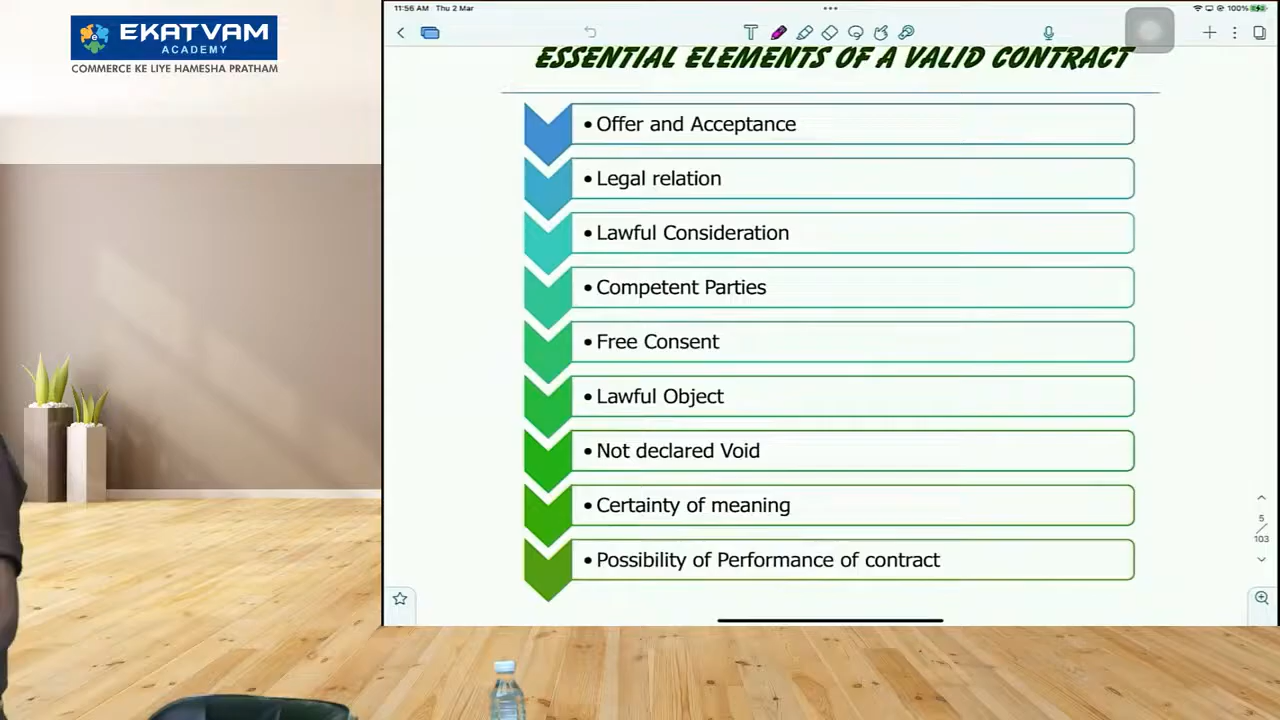 EKATVAM
ACADEMY
COMMERCE KE LIYE HAMESHA PRATHAM
11:56 AM Thu 2 Mar
100%
ESSENTIAL ELEMENTS OF A VALID CONTRACT
• Offer and Acceptance
• Legal relation
• Lawful Consideration
• Competent Parties
• Free Consent
• Lawful Object
• Not declared Void
• Certainty of meaning
• Possibility of Performance of contract
5
103